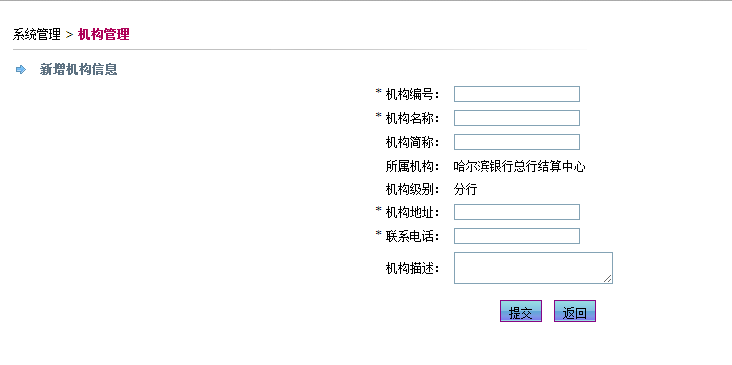 系统管理 > 机构管理
新增机构信息
* 机构编号：
* 机构名称：
机构简称：
所属机构： 哈尔滨银行总行结算中心
机构级别： 分行
* 机构地址：
* 联系电话：
机构描述：
提交 返回